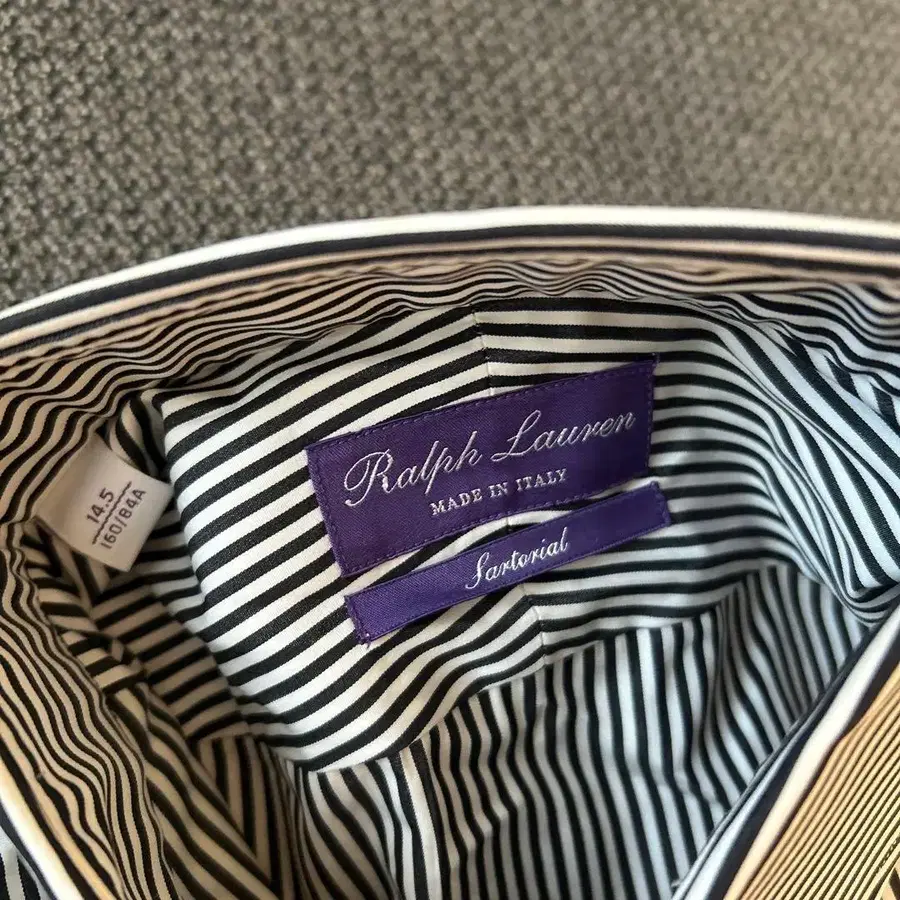 Ralph Lauren
MADE IN ITALY
Sartorial
14.5
160/84A